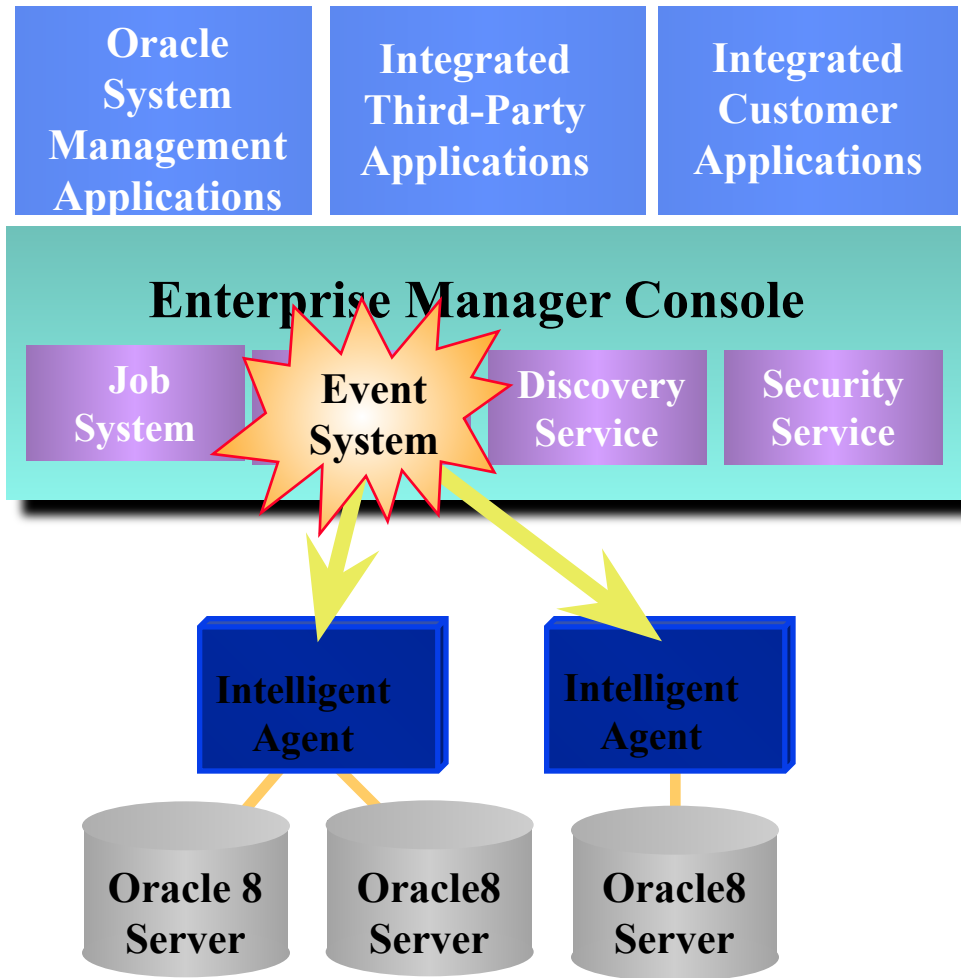 Oracle
System
Management
Applications
Integrated
Third-Party
Applications
Integrated
Customer
Applications
Enterprise Manager Console
Job
System
Event
System
Discovery
Service
Security
Service
Intelligent
Agent
Intelligent
Agent
Oracle 8
Server
Oracle8
Server
Oracle8
Server